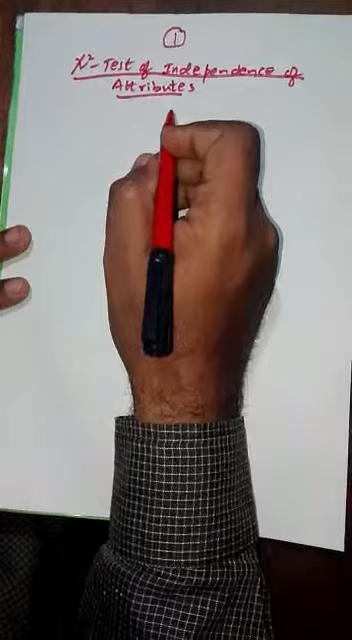 ①
χ²-Test of Independence of
Attributes